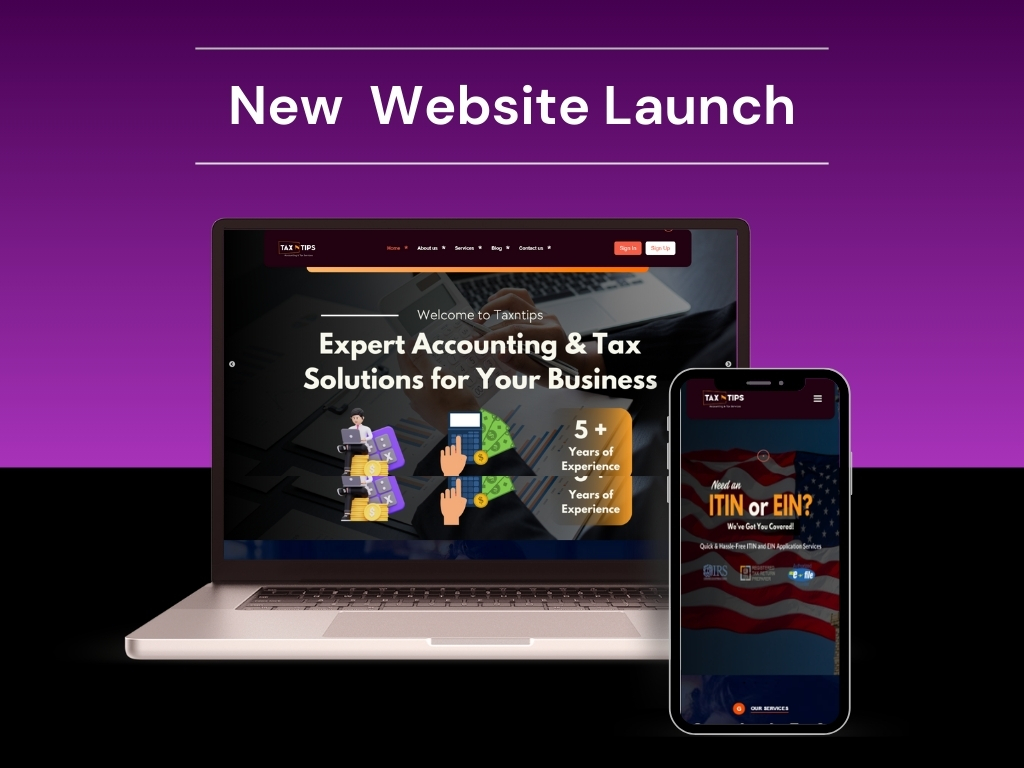 New Website Launch
TAX N TIPS
Home About us Services Blog Contact us Sign In Sign Up
Welcome to Taxntips
Expert Accounting & Tax
Solutions for Your Business
5 +
Years of
Experience
Years of
Experience
TAX N TIPS
Need an
ITIN or EIN?
We've Got You Covered!
Quick & Hassle-Free ITIN and EIN Application Services
IRS
e file
OUR SERVICES